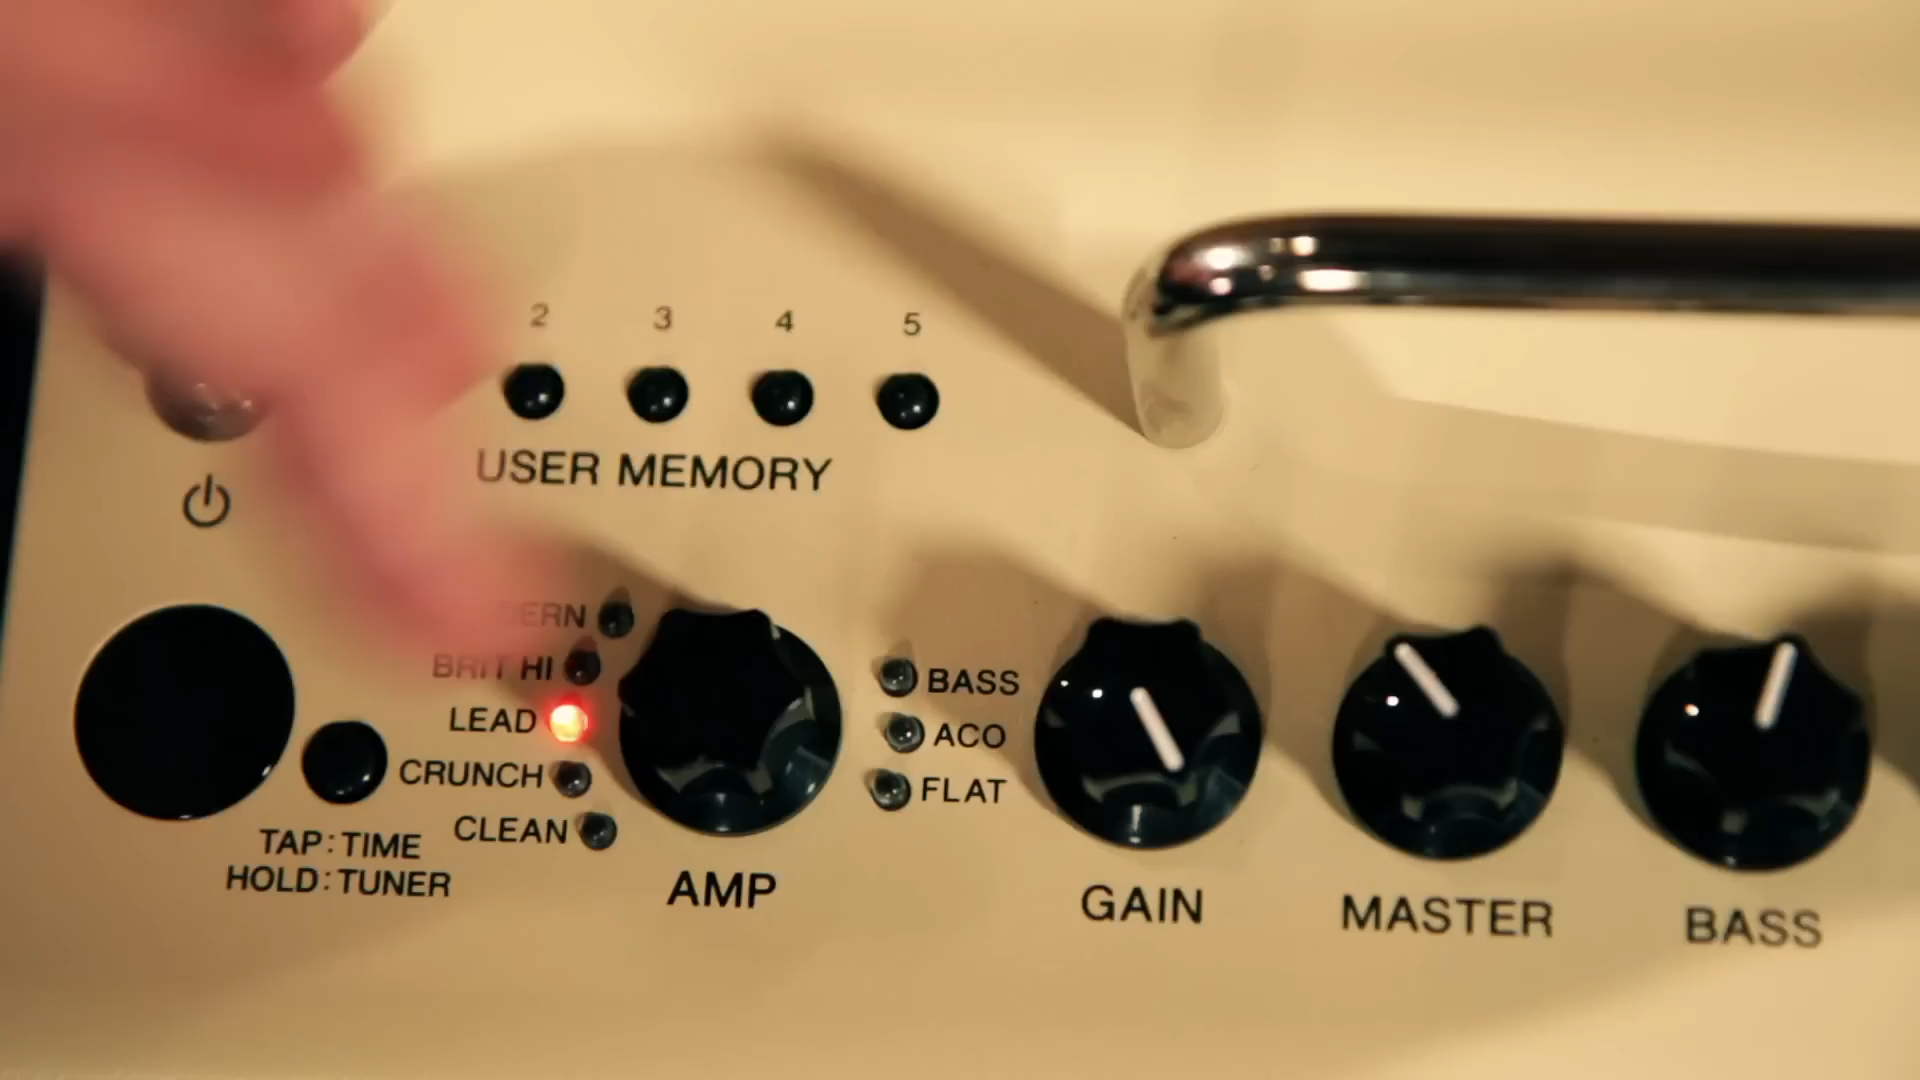 2 3 4 5
USER MEMORY
BRIT HI
LEAD
CRUNCH
CLEAN
TAP:TIME
HOLD:TUNER
AMP
BASS
ACO
FLAT
GAIN
MASTER
BASS